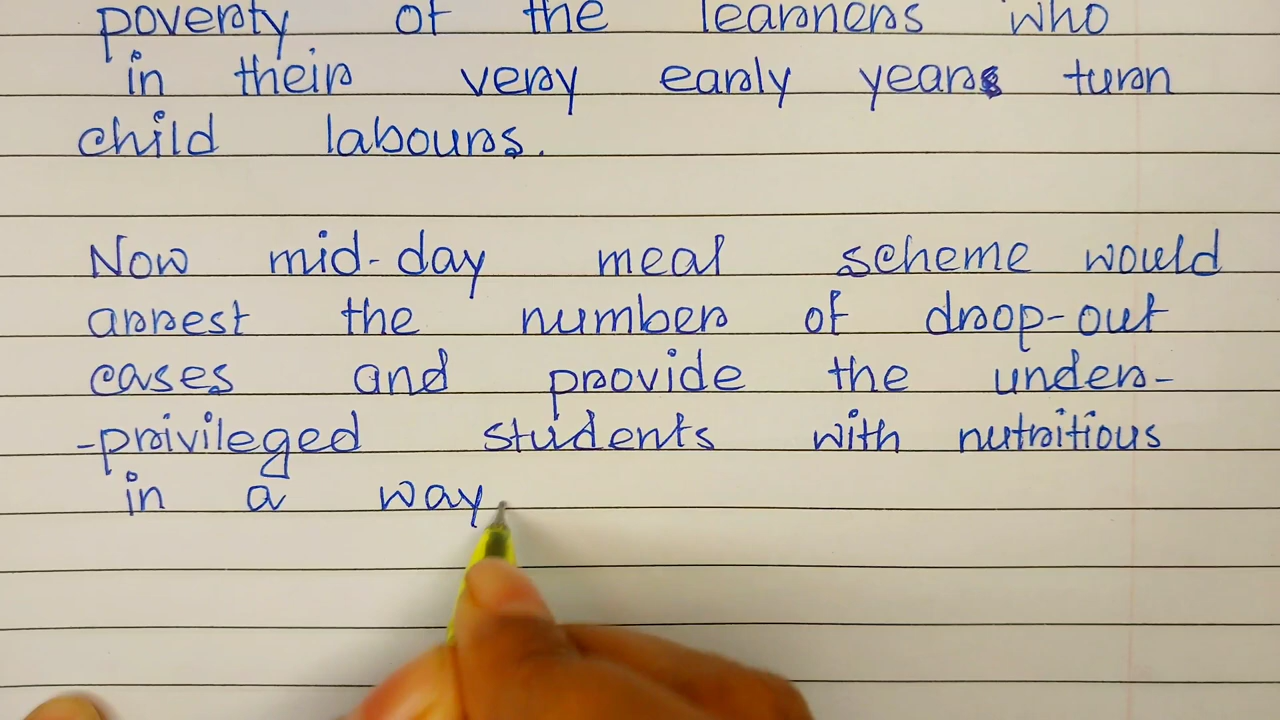 poverty of the learners who
in their very early years turn
child labours.
Now mid-day meal scheme would
arrest the number of drop-out
cases and provide the under-
-privileged students with nutritious
in a way